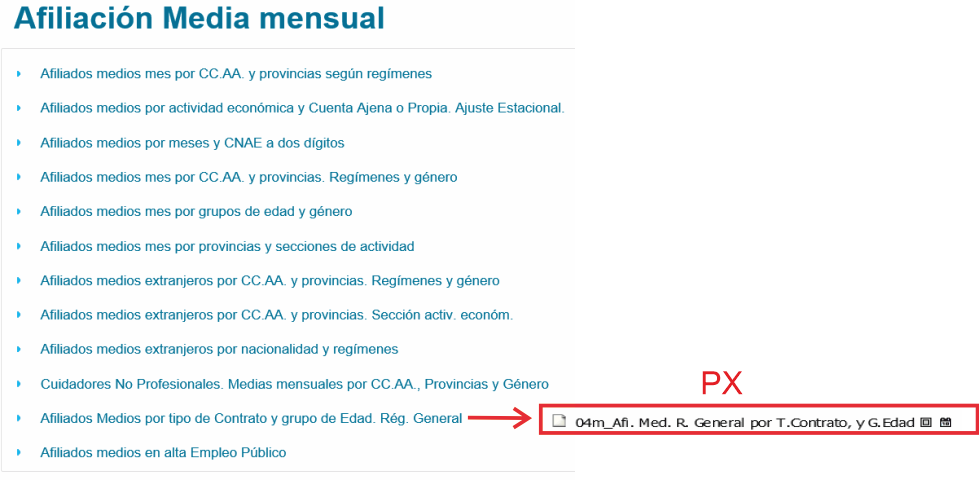 Afiliación Media mensual
Afiliados medios mes por CC.AA. y provincias según regímenes
Afiliados medios por actividad económica y Cuenta Ajena o Propia. Ajuste Estacional.
Afiliados medios por meses y CNAE a dos dígitos
Afiliados medios mes por CC.AA. y provincias. Regímenes y género
Afiliados medios mes por grupos de edad y género
Afiliados medios mes por provincias y secciones de actividad
Afiliados medios extranjeros por CC.AA. y provincias. Regímenes y género
Afiliados medios extranjeros por CC.AA. y provincias. Sección activ. económ.
Afiliados medios extranjeros por nacionalidad y regímenes
Cuidadores No Profesionales. Medias mensuales por CC.AA., Provincias y Género
PX
Afiliados Medios por tipo de Contrato y grupo de Edad. Rég. General
04m_Afi. Med. R. General por T.Contrato, y G.Edad
Afiliados medios en alta Empleo Público